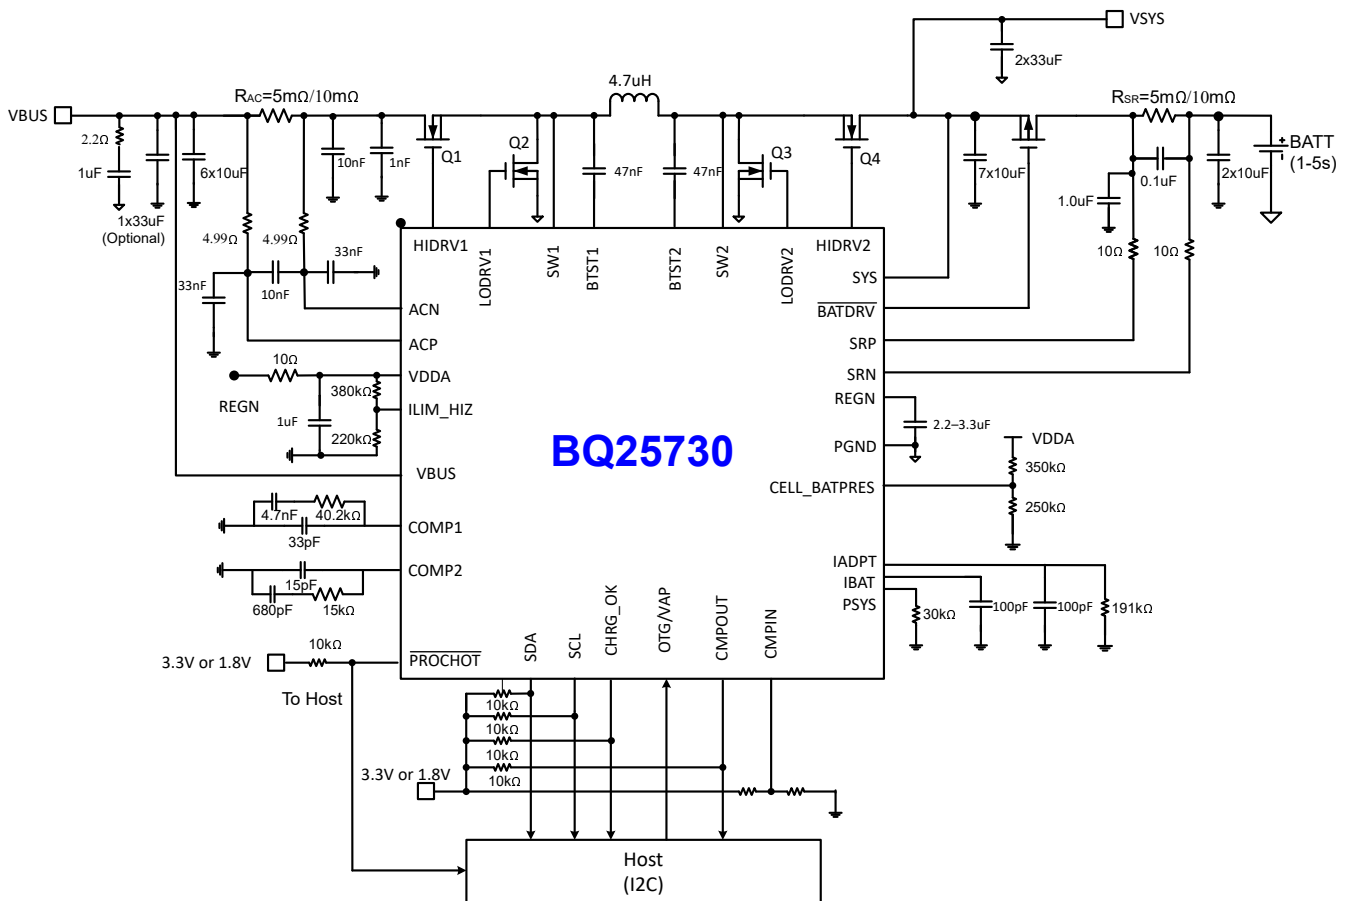 VSYS
2x33uF
4.7uH
RAC=5mΩ/10mΩ
RSR=5mΩ/10mΩ
VBUS
2.2Ω
1uF
1x33uF
(Optional)
6x10uF
10nF
1nF
Q1
Q2
47nF
47nF
Q3
Q4
7x10uF
1.0uF
0.1uF
2x10uF
+
-
BATT
(1-5s)
4.99Ω
4.99Ω
33nF
10nF
33nF
10Ω
10Ω
HIDRV1
LODRV1
SW1
BTST1
BTST2
SW2
LODRV2
HIDRV2
SYS
BATDRV
SRP
SRN
REGN
2.2–3.3uF
PGND
VDDA
350kΩ
CELL_BATPRES
250kΩ
IADPT
IBAT
PSYS
30kΩ
100pF
100pF
191kΩ
ACN
ACP
10Ω
REGN
VDDA
380kΩ
ILIM_HIZ
1uF
220kΩ
VBUS
BQ25730
4.7nF
40.2kΩ
COMP1
33pF
COMP2
15pF
680pF
15kΩ
10kΩ
3.3V or 1.8V
PROCHOT
To Host
SDA
SCL
CHRG_OK
OTG/VAP
CMPOUT
CMPIN
10kΩ
10kΩ
10kΩ
10kΩ
3.3V or 1.8V
Host
(I2C)